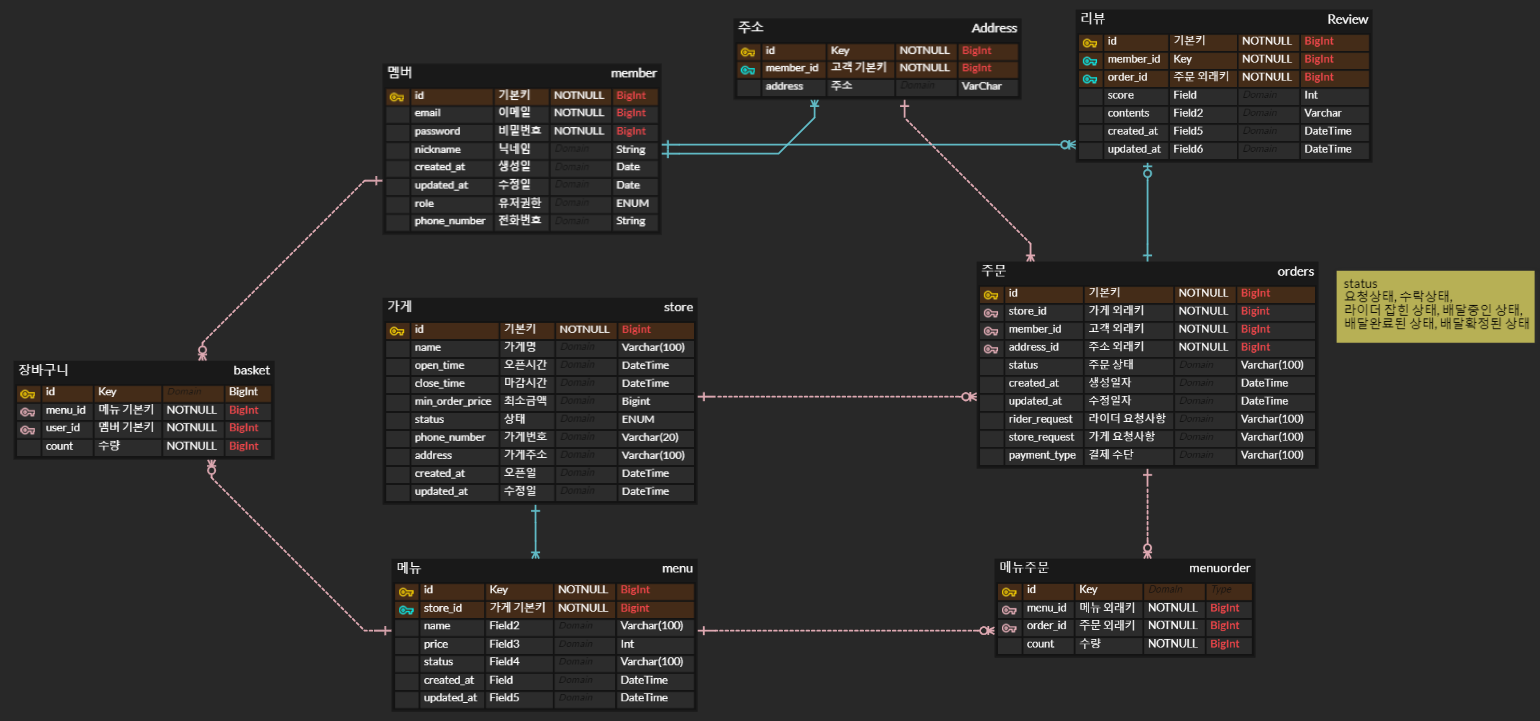 주소 Address
id Key NOTNULL BigInt
member_id 고객 기본키 NOTNULL BigInt
address 주소 Domain VarChar
리뷰 Review
id 기본키 NOTNULL BigInt
member_id Key NOTNULL BigInt
order_id 주문 외래키 NOTNULL BigInt
score Field Domain Int
contents Field2 Domain Varchar
created_at Field5 Domain DateTime
updated_at Field6 Domain DateTime
멤버 member
id 기본키 NOTNULL BigInt
email 이메일 NOTNULL BigInt
password 비밀번호 NOTNULL BigInt
nickname 닉네임 Domain String
created_at 생성일 Domain Date
updated_at 수정일 Domain Date
role 유저권한 Domain ENUM
phone_number 전화번호 Domain String
가게 store
id 기본키 NOTNULL Bigint
name 가게명 Domain Varchar(100)
open_time 오픈시간 Domain DateTime
close_time 마감시간 Domain DateTime
min_order_price 최소금액 Domain Bigint
status 상태 Domain ENUM
phone_number 가게번호 Domain Varchar(20)
address 가게주소 Domain Varchar(100)
created_at 오픈일 Domain DateTime
updated_at 수정일 Domain DateTime
주문 orders
id 기본키 NOTNULL Bigint
store_id 가게 외래키 NOTNULL BigInt
member_id 고객 외래키 NOTNULL BigInt
address_id 주소 외래키 NOTNULL BigInt
status 주문 상태 Domain Varchar(100)
created_at 생성일자 Domain DateTime
updated_at 수정일자 Domain DateTime
rider_request 라이더 요청사항 Domain Varchar(100)
store_request 가게 요청사항 Domain Varchar(100)
payment_type 결제 수단 Domain Varchar(100)
status
요청상태, 수락상태,
라이더 잡힌 상태, 배달중인 상태,
배달완료된 상태, 배달확정된 상태
장바구니 basket
id Key Domain BigInt
menu_id 메뉴 기본키 NOTNULL BigInt
user_id 멤버 기본키 NOTNULL BigInt
count 수량 NOTNULL BigInt
메뉴 menu
id Key NOTNULL BigInt
store_id 가게 기본키 NOTNULL Bigint
name Field2 Domain Varchar(100)
price Field3 Domain Int
status Field4 Domain Varchar(100)
created_at Field Domain DateTime
updated_at Field5 Domain DateTime
메뉴주문 menuorder
id Key Domain Type
menu_id 메뉴 외래키 NOTNULL BigInt
order_id 주문 외래키 NOTNULL BigInt
count 수량 NOTNULL BigInt